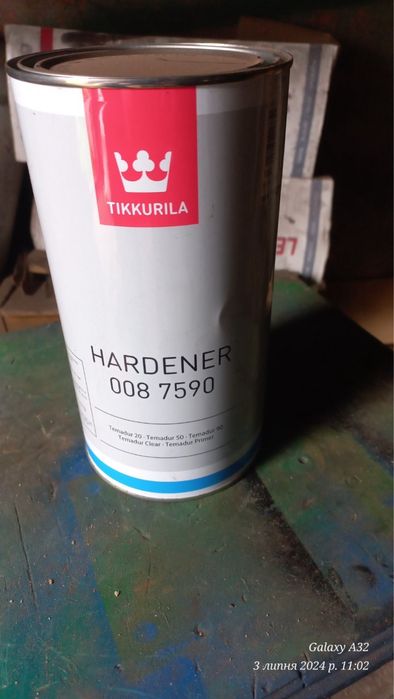 TIKKURILA
HARDENER
008 7590
Temadur 20 · Temadur 50 · Temadur 90
Temadur Clear · Temadur Primer
Galaxy A32
3 липня 2024 р. 11:02